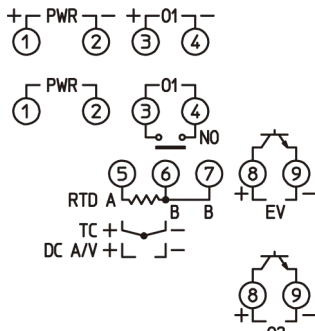 + PWR − + 01 −
1 2 3 4
PWR 01
1 2 3 4
NO
5 6 7 8 9
RTD A B B + EV −
TC + −
DC A/V + −
8 9
+ −